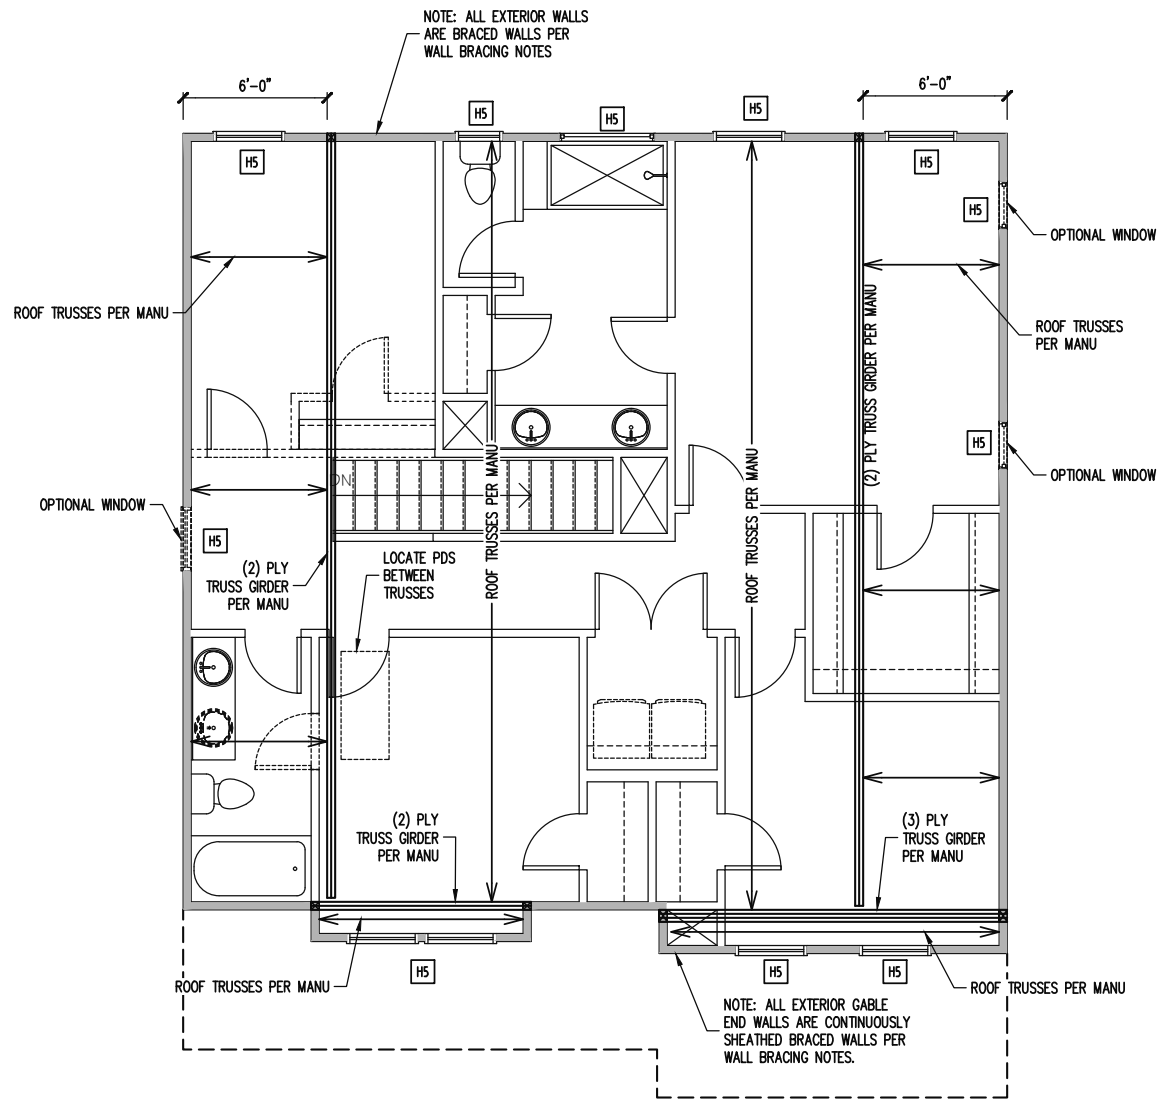 NOTE: ALL EXTERIOR WALLS
ARE BRACED WALLS PER
WALL BRACING NOTES
6'-0"
6'-0"
H5
H5
H5
H5
H5
H5
OPTIONAL WINDOW
ROOF TRUSSES PER MANU
ROOF TRUSSES
PER MANU
(2) PLY TRUSS GIRDER PER MANU
H5
OPTIONAL WINDOW
DN
ROOF TRUSSES PER MANU
ROOF TRUSSES PER MANU
OPTIONAL WINDOW
H5
(2) PLY
TRUSS GIRDER
PER MANU
LOCATE PDS
BETWEEN
TRUSSES
(2) PLY
TRUSS GIRDER
PER MANU
(3) PLY
TRUSS GIRDER
PER MANU
H5
H5
H5
ROOF TRUSSES PER MANU
ROOF TRUSSES PER MANU
NOTE: ALL EXTERIOR GABLE
END WALLS ARE CONTINUOUSLY
SHEATHED BRACED WALLS PER
WALL BRACING NOTES.